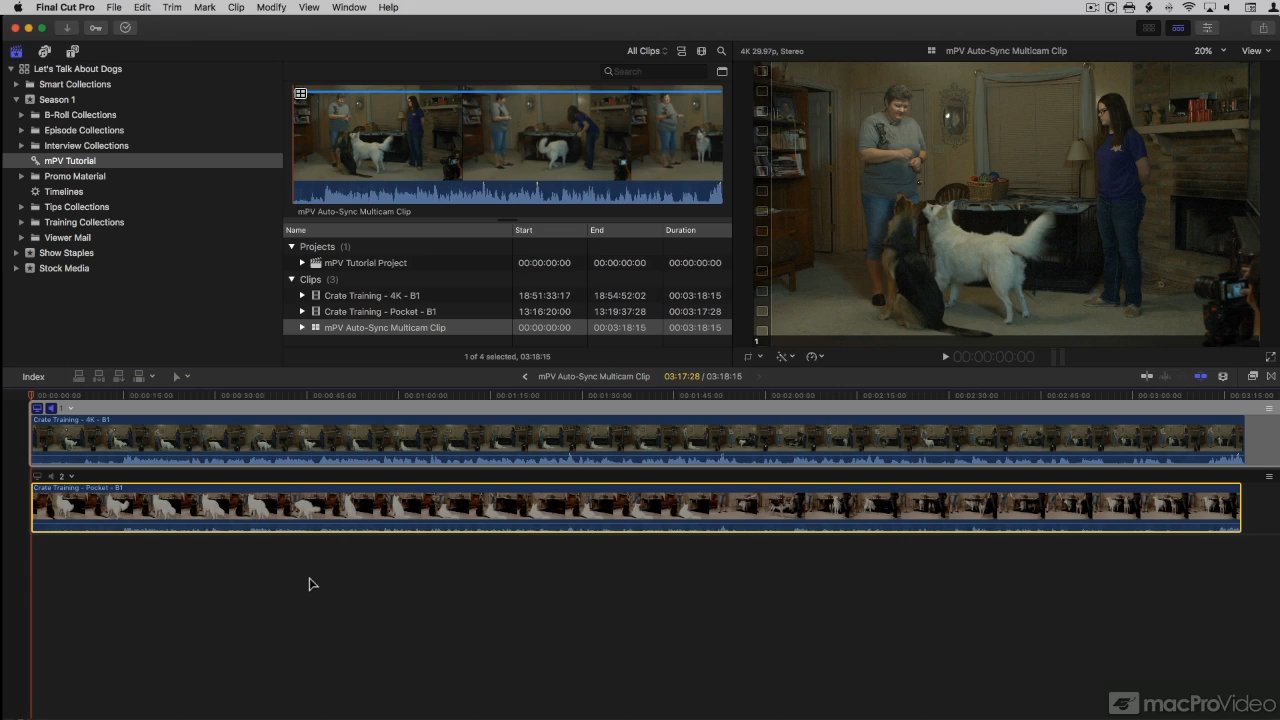 Final Cut Pro File Edit Trim Mark Clip Modify View Window Help
All Clips
4K 29.97p, Stereo
mPV Auto-Sync Multicam Clip
20%
View
Let's Talk About Dogs
Smart Collections
Season 1
B-Roll Collections
Episode Collections
Interview Collections
mPV Tutorial
Promo Material
Timelines
Tips Collections
Training Collections
Viewer Mail
Show Staples
Stock Media
Search
mPV Auto-Sync Multicam Clip
Name Start End Duration
Projects (1)
mPV Tutorial Project 00:00:00:00 00:00:00:00 00:00:00:00
Clips (3)
Crate Training - 4K - B1 18:51:33:17 18:54:52:02 00:03:18:15
Crate Training - Pocket - B1 13:16:20:00 13:19:37:28 00:03:17:28
mPV Auto-Sync Multicam Clip 00:00:00:00 00:03:18:15 00:03:18:15
1 of 4 selected, 03:18:15
1
00:00:00:00
Index
mPV Auto-Sync Multicam Clip 03:17:28 / 03:18:15
00:00:00:00 00:00:15:00 00:00:30:00 00:00:45:00 00:01:00:00 00:01:15:00 00:01:30:00 00:01:45:00 00:02:00:00 00:02:15:00 00:02:30:00 00:02:45:00 00:03:00:00 00:03:15:00
1
Crate Training - 4K - B1
2
Crate Training - Pocket - B1
macProVideo